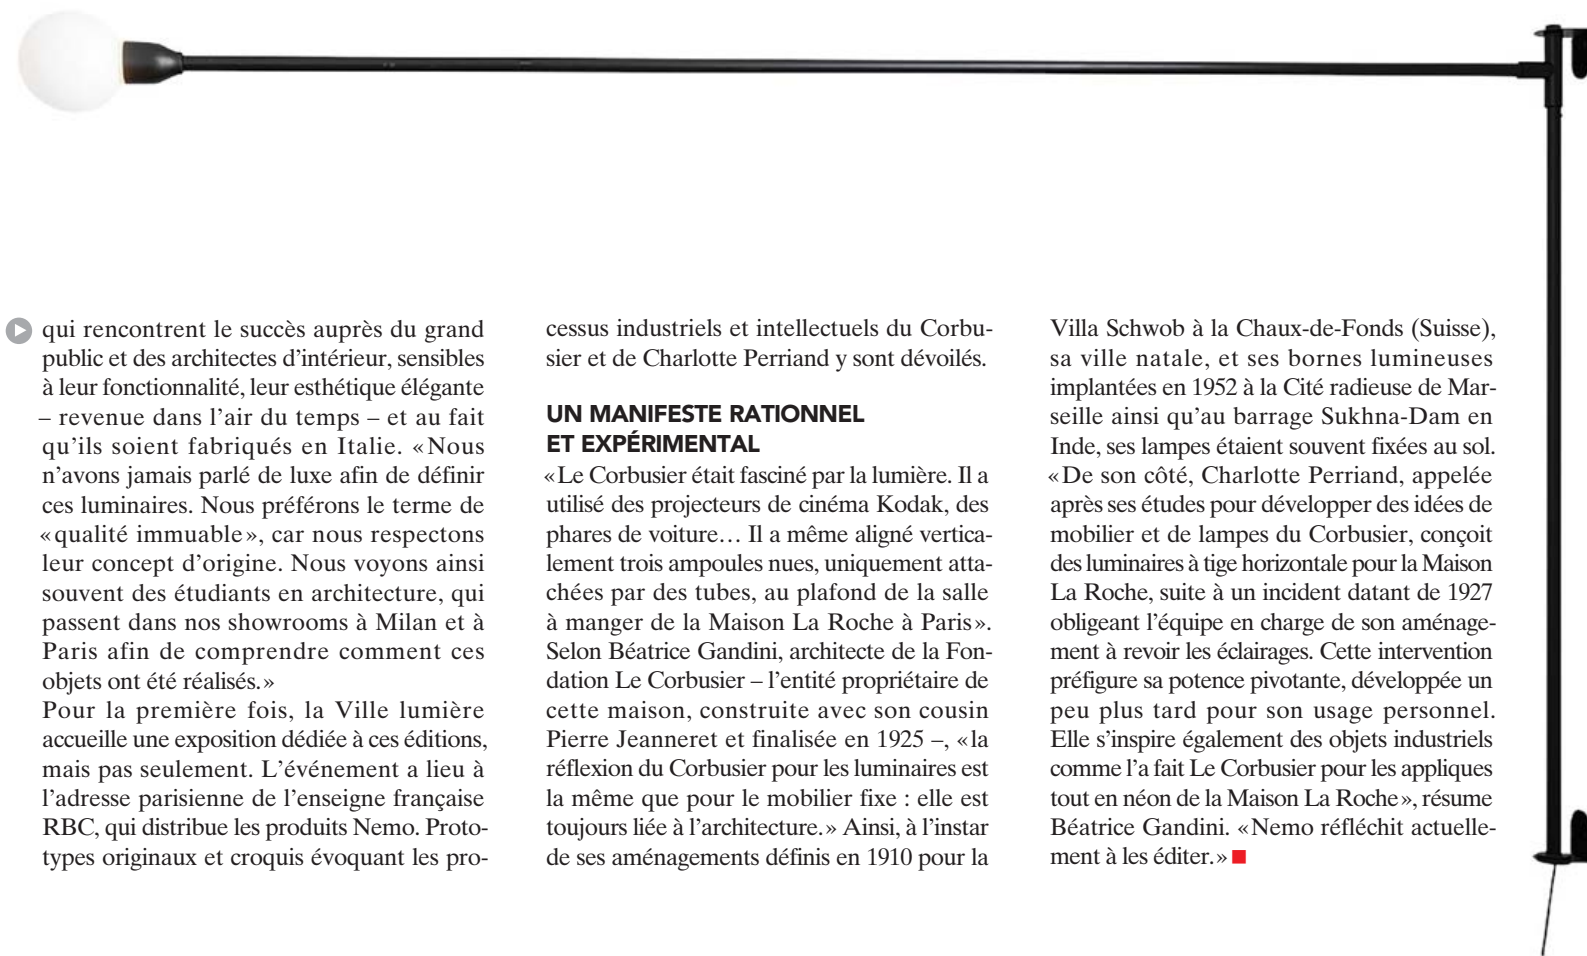 qui rencontrent le succès auprès du grand
public et des architectes d’intérieur, sensibles
à leur fonctionnalité, leur esthétique élégante
– revenue dans l’air du temps – et au fait
qu’ils soient fabriqués en Italie. «Nous
n’avons jamais parlé de luxe afin de définir
ces luminaires. Nous préférons le terme de
«qualité immuable», car nous respectons
leur concept d’origine. Nous voyons ainsi
souvent des étudiants en architecture, qui
passent dans nos showrooms à Milan et à
Paris afin de comprendre comment ces
objets ont été réalisés.»
Pour la première fois, la Ville lumière
accueille une exposition dédiée à ces éditions,
mais pas seulement. L’événement a lieu à
l’adresse parisienne de l’enseigne française
RBC, qui distribue les produits Nemo. Proto-
types originaux et croquis évoquant les pro-
cessus industriels et intellectuels du Corbu-
sier et de Charlotte Perriand y sont dévoilés.
UN MANIFESTE RATIONNEL
ET EXPÉRIMENTAL
«Le Corbusier était fasciné par la lumière. Il a
utilisé des projecteurs de cinéma Kodak, des
phares de voiture… Il a même aligné vertica-
lement trois ampoules nues, uniquement atta-
chées par des tubes, au plafond de la salle
à manger de la Maison La Roche à Paris».
Selon Béatrice Gandini, architecte de la Fon-
dation Le Corbusier – l’entité propriétaire de
cette maison, construite avec son cousin
Pierre Jeanneret et finalisée en 1925 –, «la
réflexion du Corbusier pour les luminaires est
la même que pour le mobilier fixe : elle est
toujours liée à l’architecture.» Ainsi, à l’instar
de ses aménagements définis en 1910 pour la
Villa Schwob à la Chaux-de-Fonds (Suisse),
sa ville natale, et ses bornes lumineuses
implantées en 1952 à la Cité radieuse de Mar-
seille ainsi qu’au barrage Sukhna-Dam en
Inde, ses lampes étaient souvent fixées au sol.
«De son côté, Charlotte Perriand, appelée
après ses études pour développer des idées de
mobilier et de lampes du Corbusier, conçoit
des luminaires à tige horizontale pour la Maison
La Roche, suite à un incident datant de 1927
obligeant l’équipe en charge de son aménage-
ment à revoir les éclairages. Cette intervention
préfigure sa potence pivotante, développée un
peu plus tard pour son usage personnel.
Elle s’inspire également des objets industriels
comme l’a fait Le Corbusier pour les appliques
tout en néon de la Maison La Roche», résume
Béatrice Gandini. «Nemo réfléchit actuelle-
ment à les éditer.»